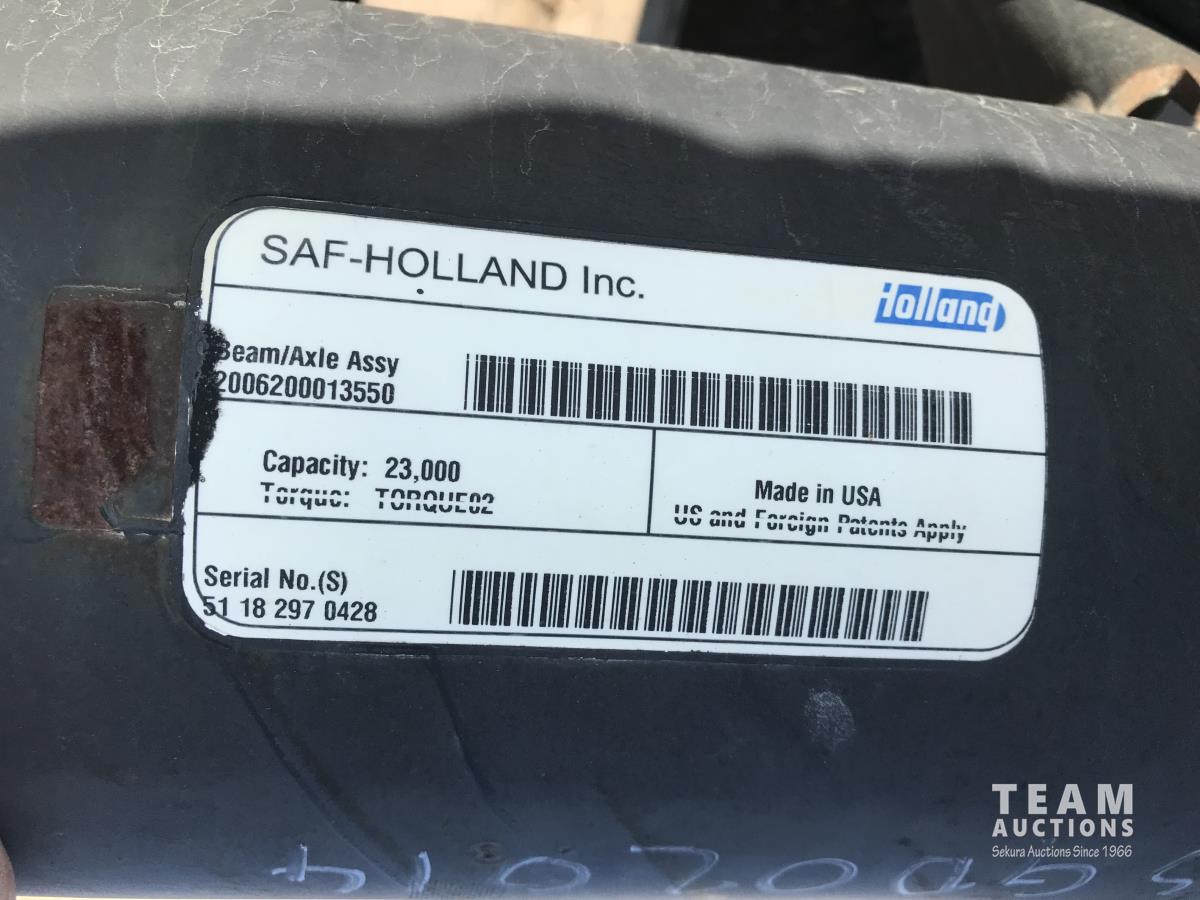 SAF-HOLLAND Inc.
Holland
Beam/Axle Assy
2006200013550
Capacity: 23,000
Torque: TORQUE02
Made in USA
US and Foreign Patents Apply
Serial No.(S)
51 18 297 0428
TEAM
AUCTIONS
Sekura Auctions Since 1966